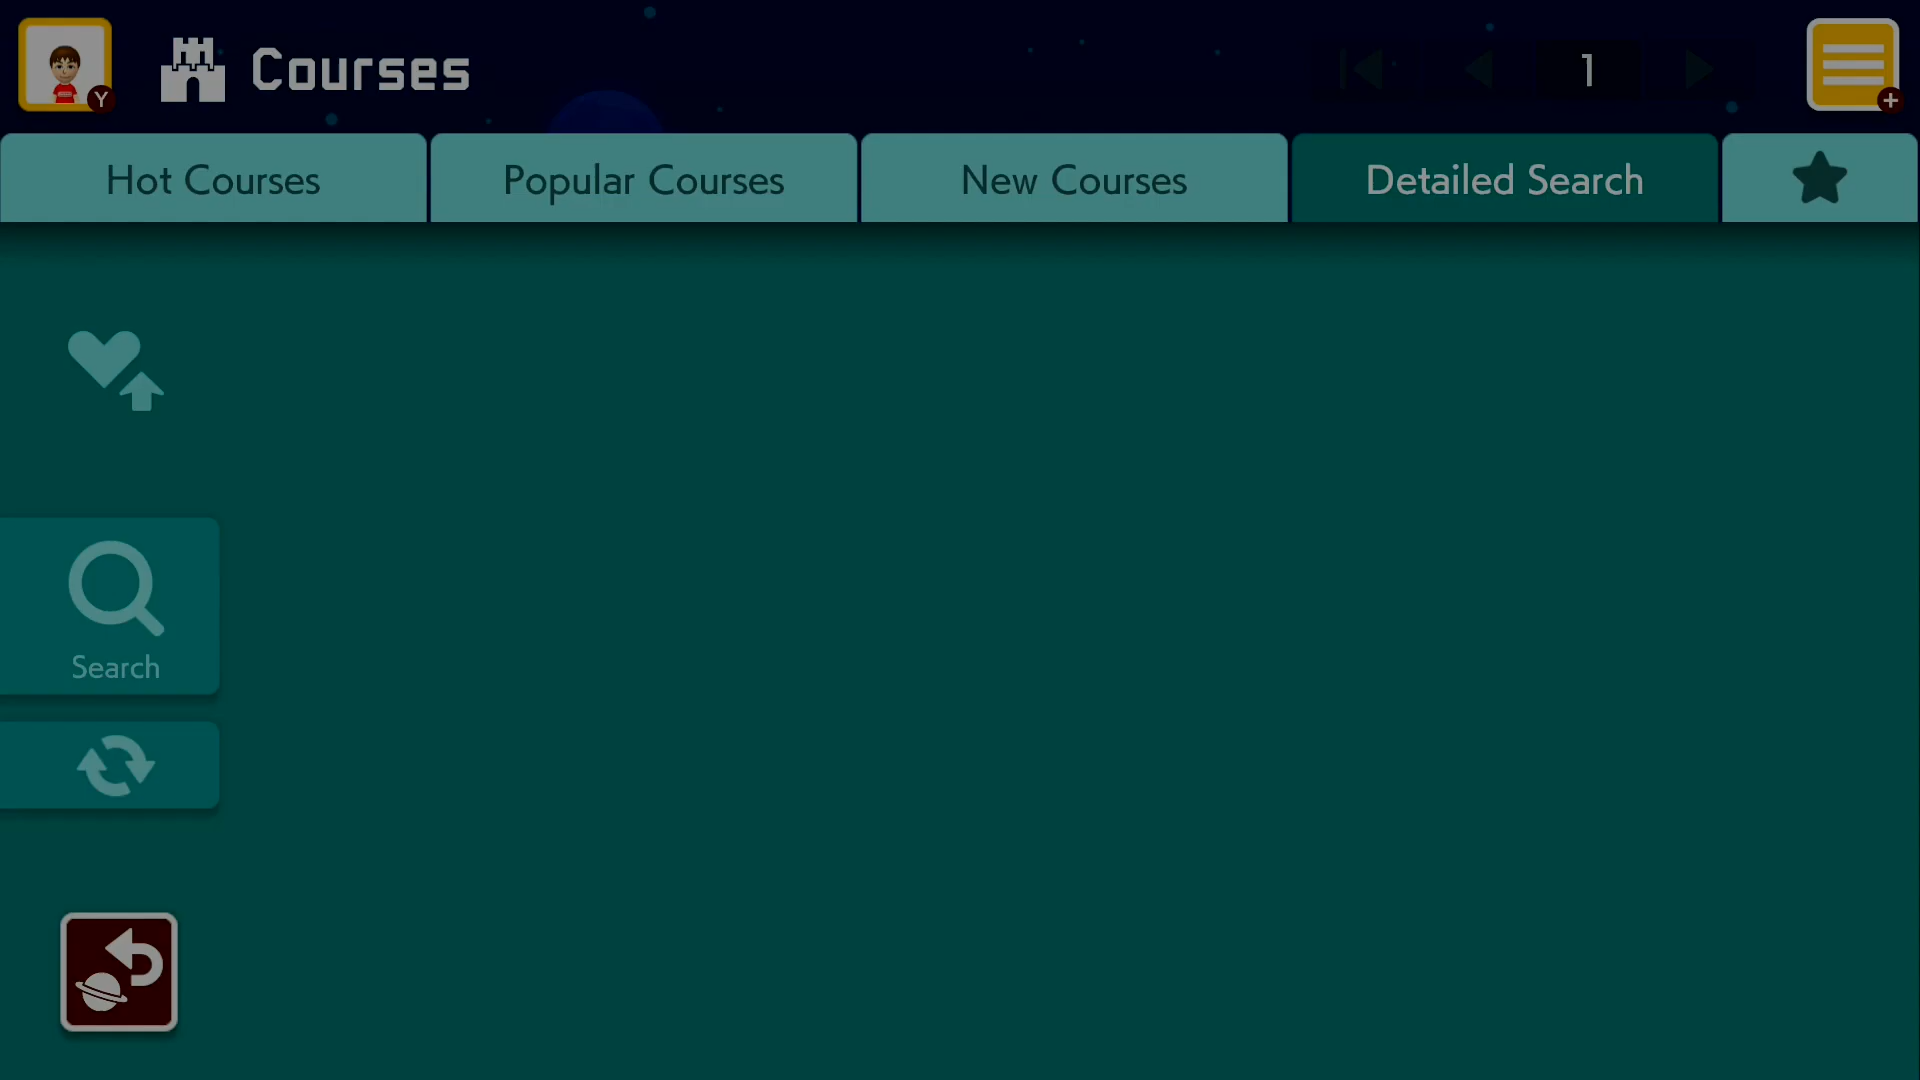 Y
Courses
1
+
Hot Courses
Popular Courses
New Courses
Detailed Search
Search